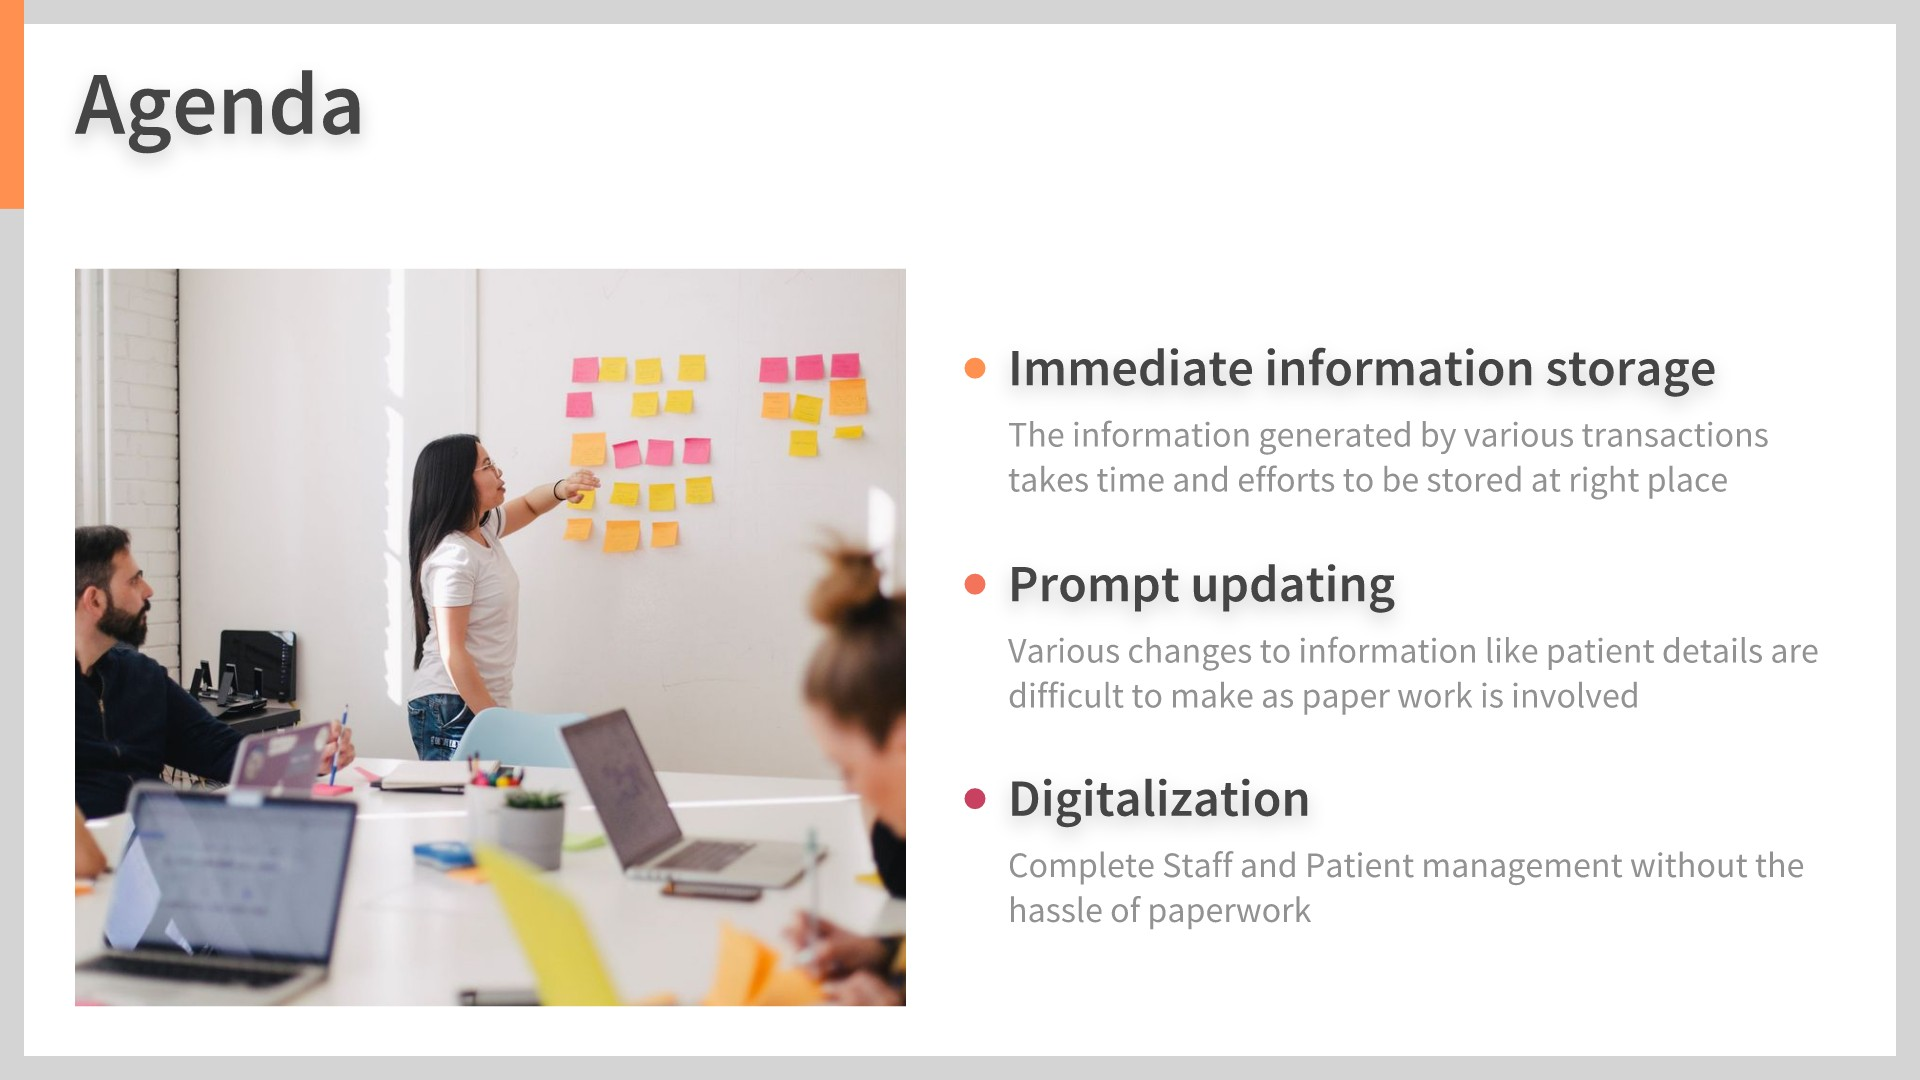 Agenda
Immediate information storage
The information generated by various transactions
takes time and efforts to be stored at right place
Prompt updating
Various changes to information like patient details are
difficult to make as paper work is involved
Digitalization
Complete Staff and Patient management without the
hassle of paperwork